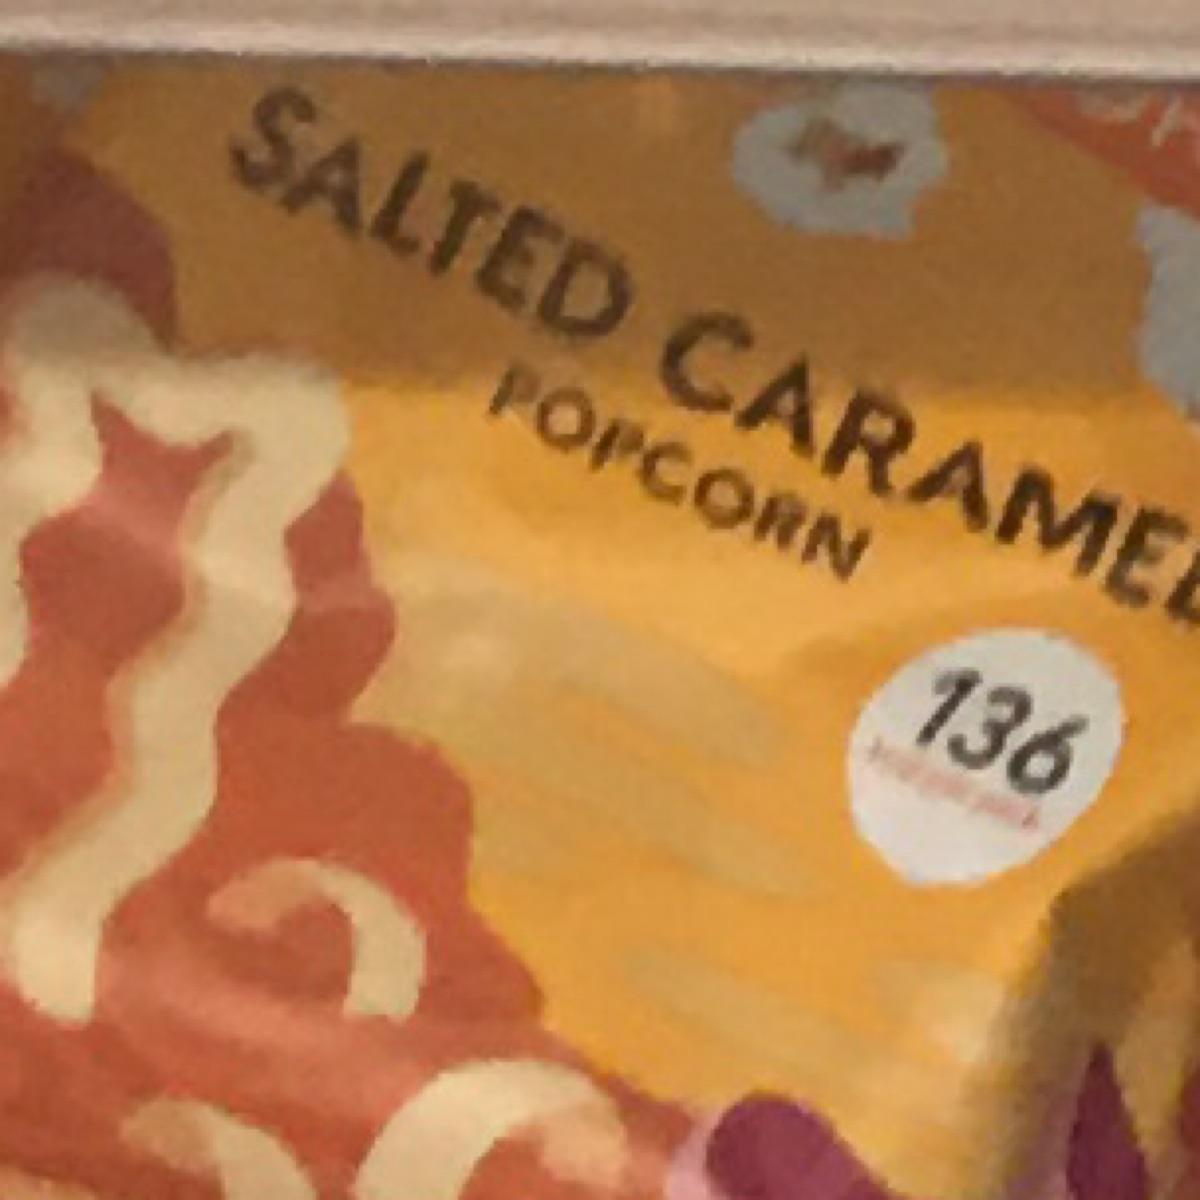 SALTED CARAMEL
POPCORN
136